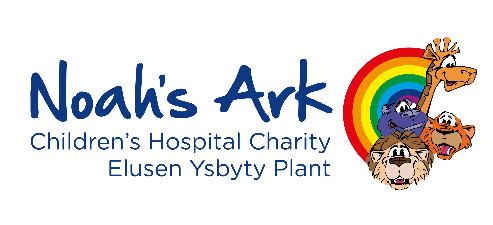 Noah's Ark
Children's Hospital Charity
Elusen Ysbyty Plant